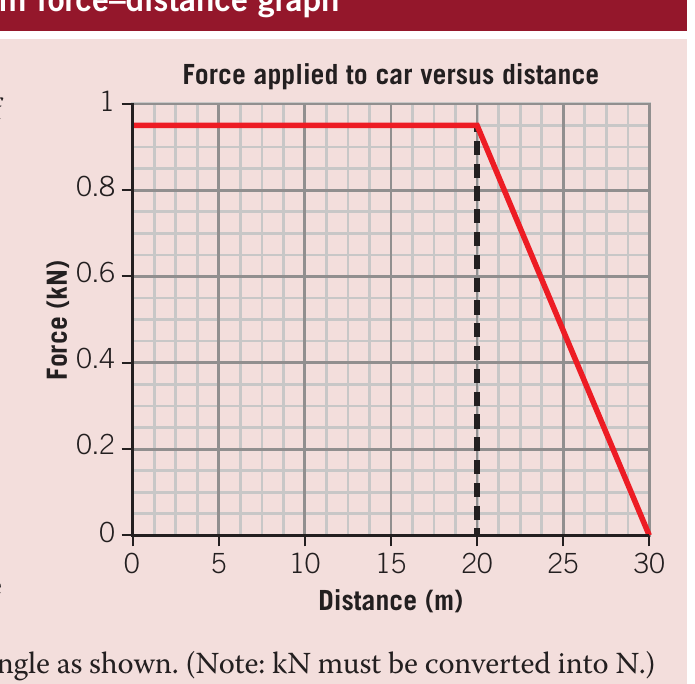 force–distance graph
Force applied to car versus distance
1
0.8
0.6
0.4
0.2
0
Force (kN)
0
5
10
15
20
25
30
Distance (m)
as shown. (Note: kN must be converted into N.)